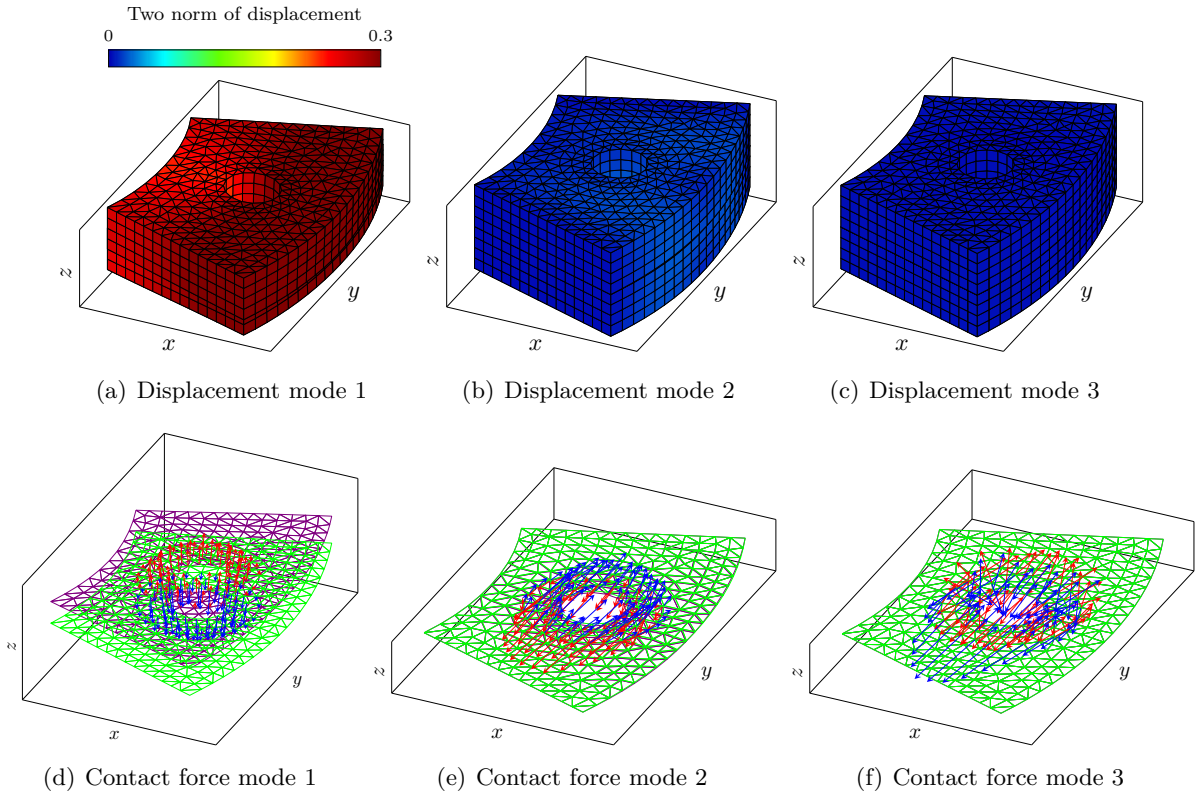 Two norm of displacement
0 0.3
z x y
z x y
z x y
(a) Displacement mode 1
(b) Displacement mode 2
(c) Displacement mode 3
z x y
z x y
z x y
(d) Contact force mode 1
(e) Contact force mode 2
(f) Contact force mode 3